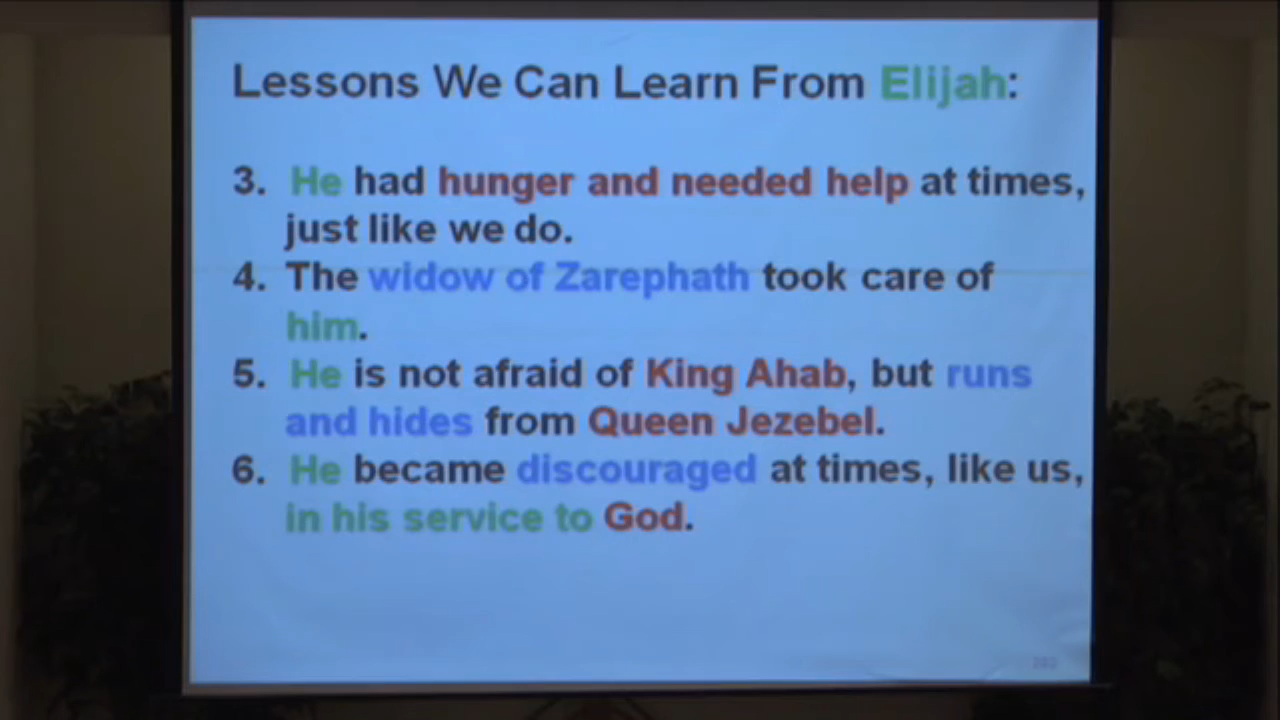 Lessons We Can Learn From Elijah:
3. He had hunger and needed help at times,
just like we do.
4. The widow of Zarephath took care of
him.
5. He is not afraid of King Ahab, but runs
and hides from Queen Jezebel.
6. He became discouraged at times, like us,
in his service to God.